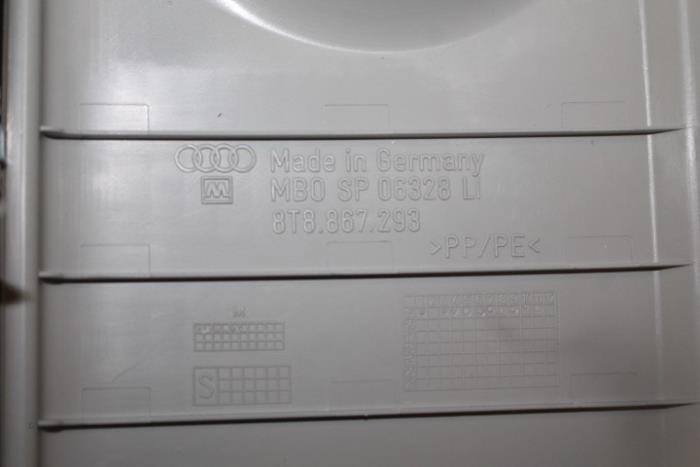 Made in Germany
MBO SP 06328 LI
8T8.867.293
>PP/PE<
M
S